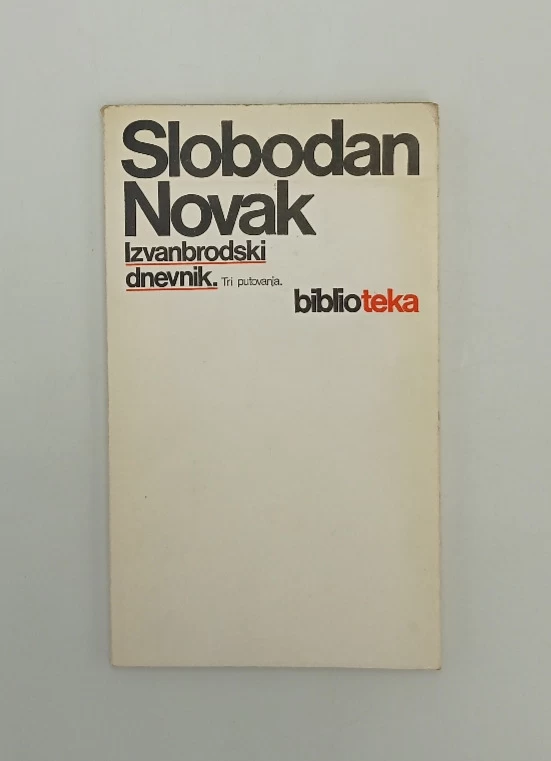 Slobodan
Novak
Izvanbrodski
dnevnik. Tri putovanja.
biblioteka